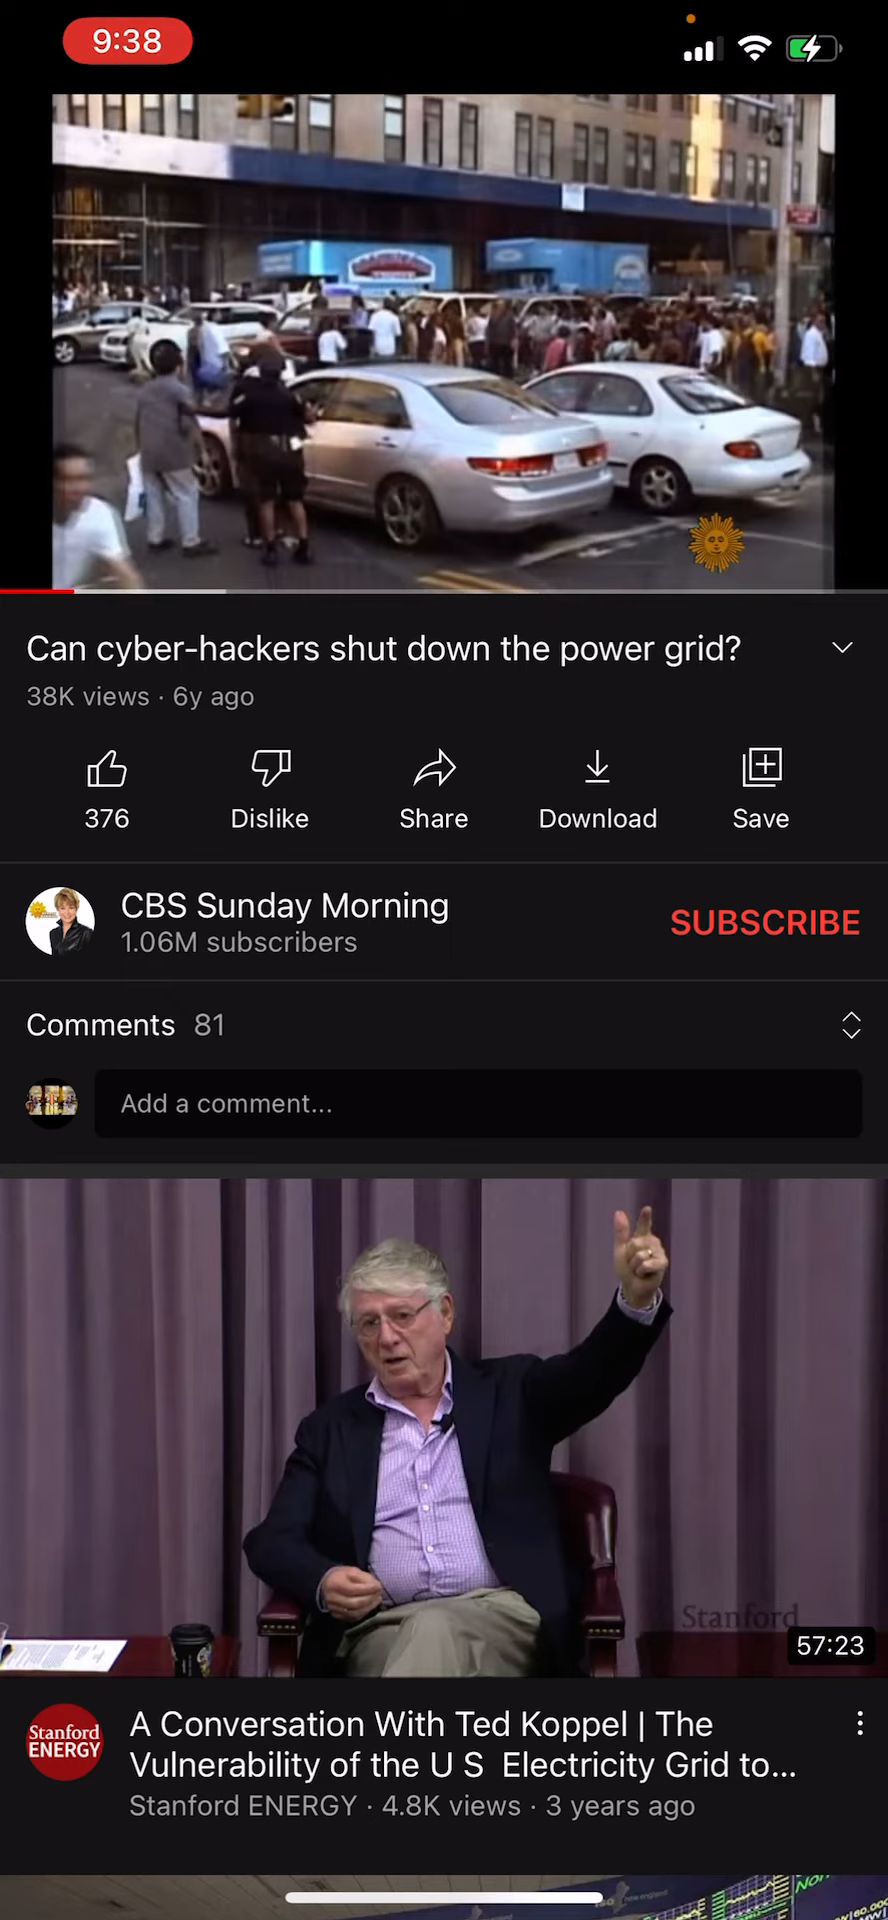 9:38
Can cyber-hackers shut down the power grid?
38K views · 6y ago
376
Dislike
Share
Download
Save
CBS Sunday Morning
1.06M subscribers
SUBSCRIBE
Comments 81
Add a comment...
Stanford
57:23
Stanford
ENERGY
A Conversation With Ted Koppel | The
Vulnerability of the U S  Electricity Grid to...
Stanford ENERGY · 4.8K views · 3 years ago